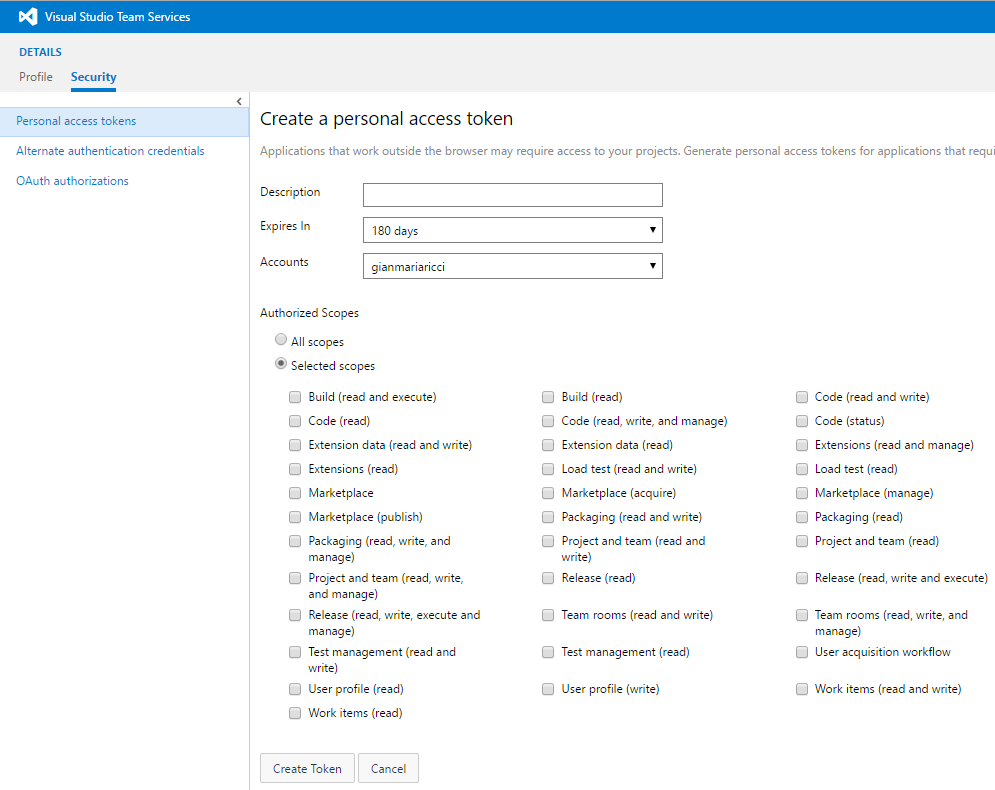 Visual Studio Team Services
DETAILS
Profile Security
Personal access tokens
Alternate authentication credentials
OAuth authorizations
Create a personal access token
Applications that work outside the browser may require access to your projects. Generate personal access tokens for applications that requi
Description
Expires In 180 days
Accounts gianmariaricci
Authorized Scopes
All scopes
Selected scopes
Build (read and execute) Build (read) Code (read and write)
Code (read) Code (read, write, and manage) Code (status)
Extension data (read and write) Extension data (read) Extensions (read and manage)
Extensions (read) Load test (read and write) Load test (read)
Marketplace Marketplace (acquire) Marketplace (manage)
Marketplace (publish) Packaging (read and write) Packaging (read)
Packaging (read, write, and Project and team (read and Project and team (read)
manage) write)
Project and team (read, write, Release (read) Release (read, write and execute)
and manage)
Release (read, write, execute and Team rooms (read and write) Team rooms (read, write, and
manage) manage)
Test management (read and Test management (read) User acquisition workflow
write)
User profile (read) User profile (write) Work items (read and write)
Work items (read)
Create Token Cancel